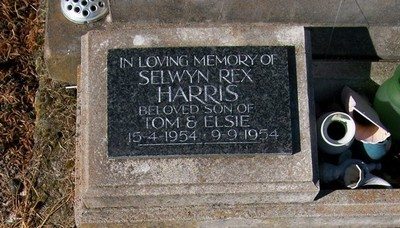 IN LOVING MEMORY OF
SELWYN REX
HARRIS
BELOVED SON OF
TOM & ELSIE
15-4-1954 - 9-9-1954